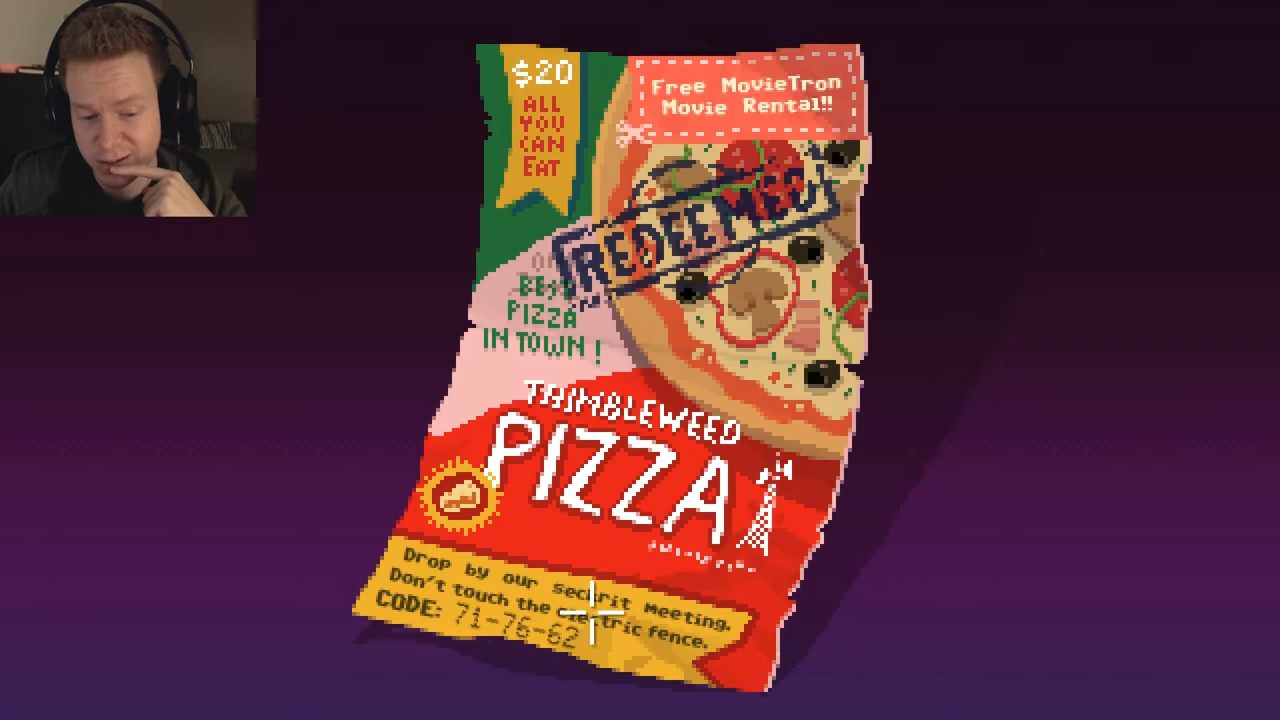 $20
ALL
YOU
CAN
EAT
Free MovieTron
Movie Rental!!
REDEEMED
PIZZA
IN TOWN !
THIMBLEWEED
PIZZA
Drop by our secrit meeting.
Don't touch the electric fence.
CODE: 71-76-62